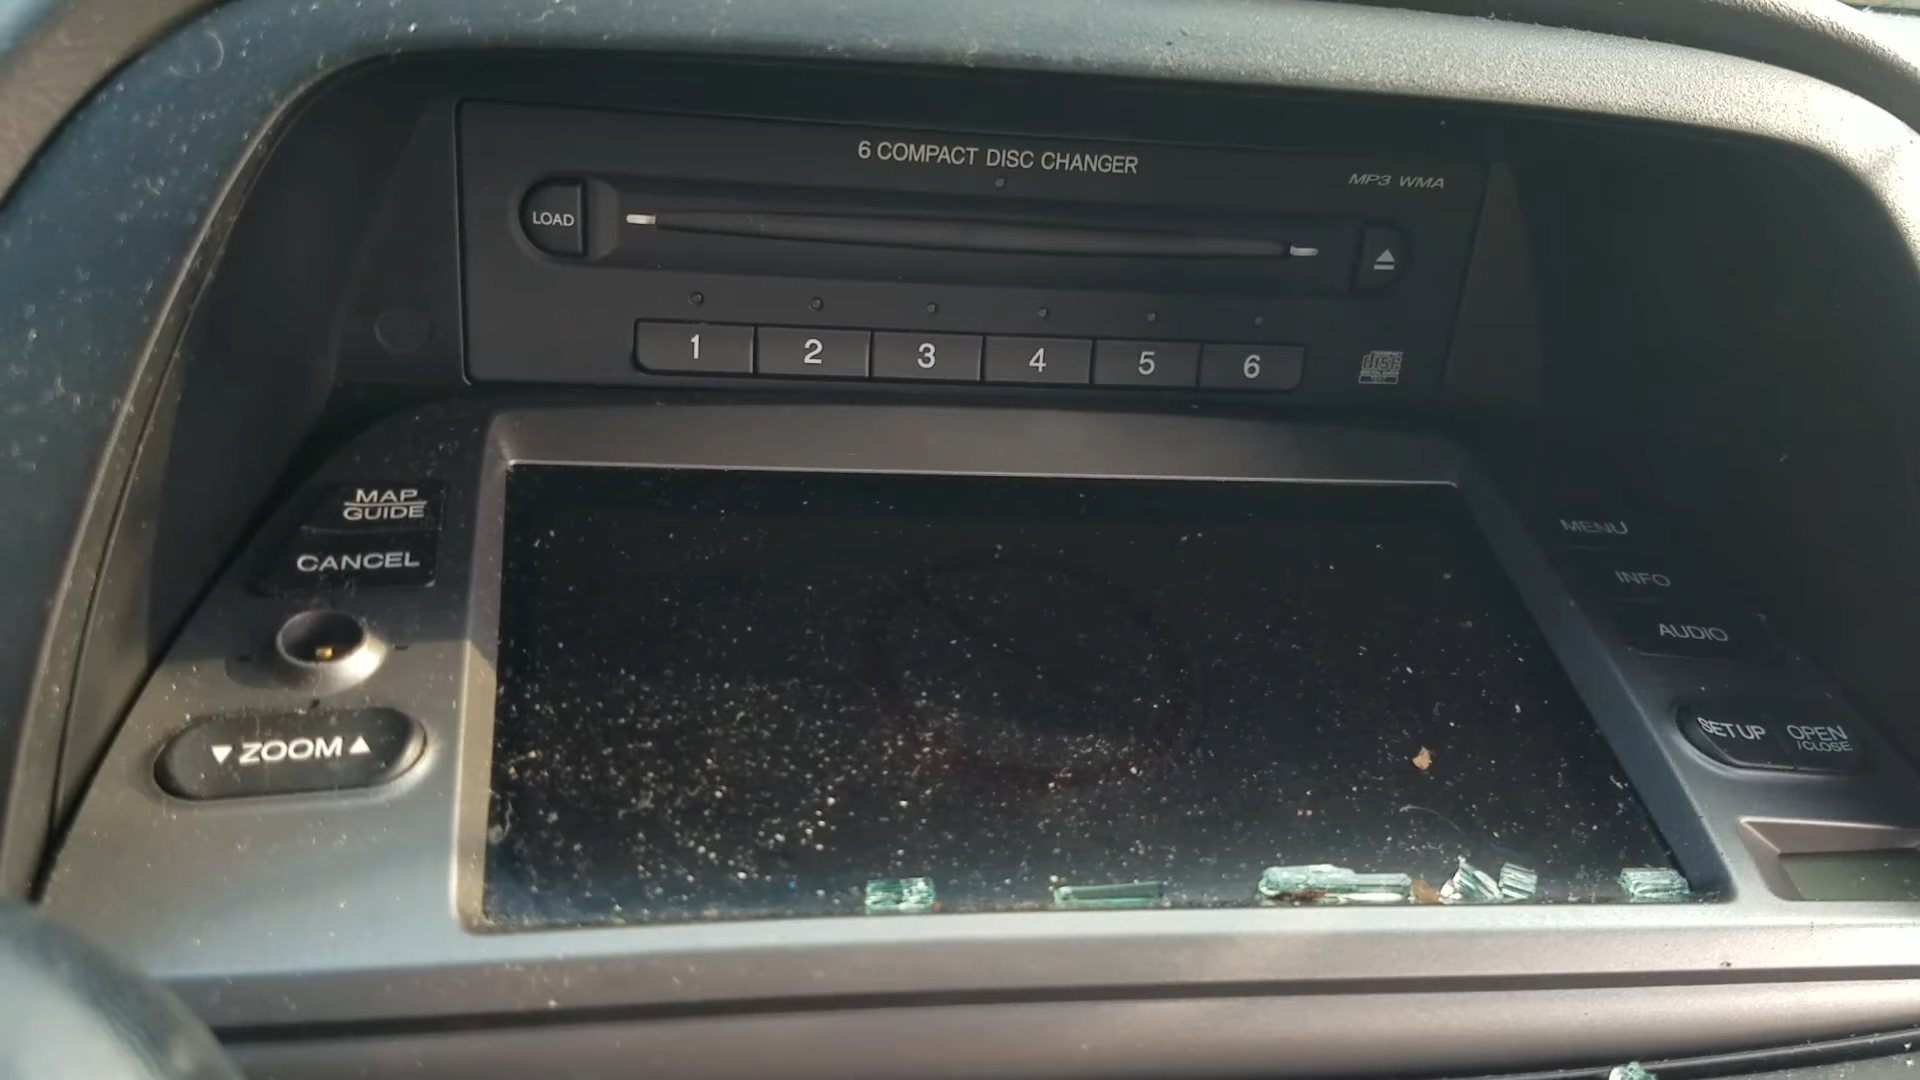 6 COMPACT DISC CHANGER
MP3 WMA
LOAD
1 2 3 4 5 6
MAP
GUIDE
CANCEL
▼ ZOOM ▲
MENU
INFO
AUDIO
SETUP
OPEN
/CLOSE